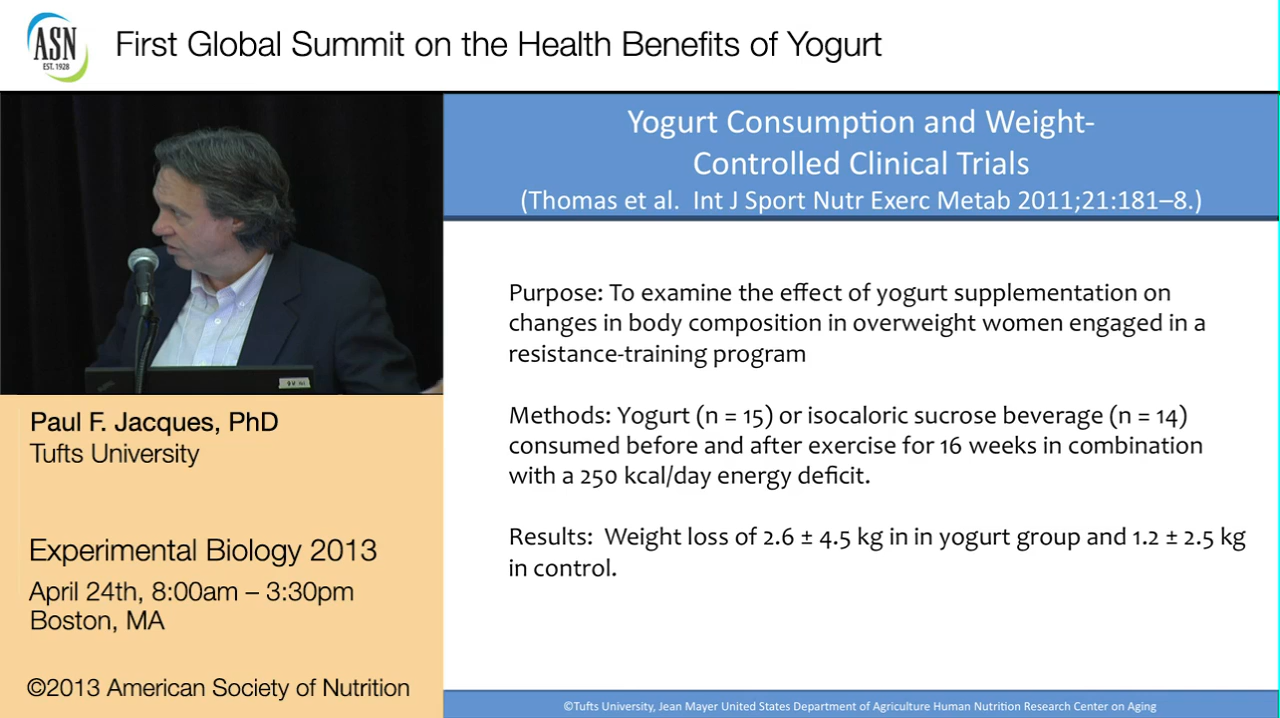 ASN
EST. 1928
First Global Summit on the Health Benefits of Yogurt
Yogurt Consumption and Weight-
Controlled Clinical Trials
(Thomas et al. Int J Sport Nutr Exerc Metab 2011;21:181–8.)
Purpose: To examine the effect of yogurt supplementation on
changes in body composition in overweight women engaged in a
resistance-training program
Methods: Yogurt (n = 15) or isocaloric sucrose beverage (n = 14)
consumed before and after exercise for 16 weeks in combination
with a 250 kcal/day energy deficit.
Results: Weight loss of 2.6 ± 4.5 kg in in yogurt group and 1.2 ± 2.5 kg
in control.
Paul F. Jacques, PhD
Tufts University
Experimental Biology 2013
April 24th, 8:00am – 3:30pm
Boston, MA
©2013 American Society of Nutrition
©Tufts University, Jean Mayer United States Department of Agriculture Human Nutrition Research Center on Aging